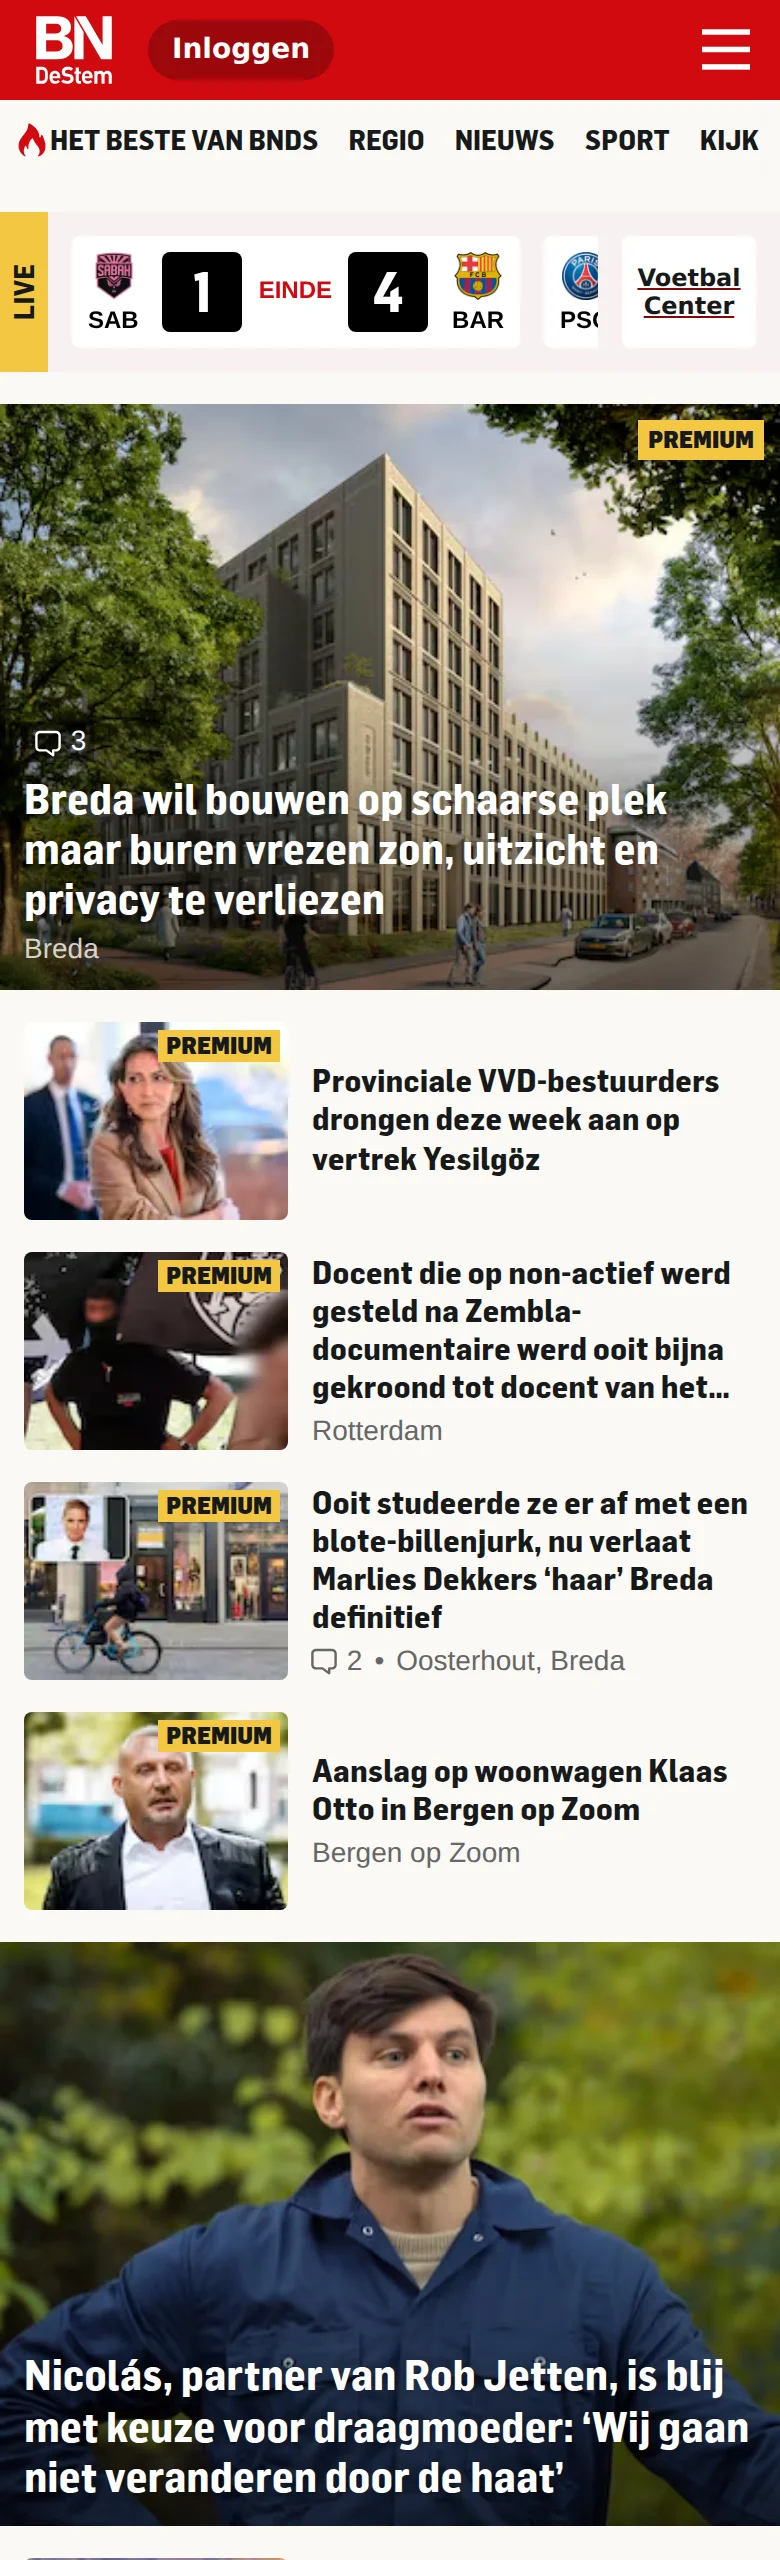 BN
DeStem
Inloggen
HET BESTE VAN BNDS REGIO NIEUWS SPORT KIJK
LIVE
SABAH
SAB
1
EINDE
4
FCB
BAR
PARIS
PSG
Voetbal
Center
PREMIUM
3
Breda wil bouwen op schaarse plek
maar buren vrezen zon, uitzicht en
privacy te verliezen
Breda
PREMIUM
Provinciale VVD-bestuurders
drongen deze week aan op
vertrek Yesilgöz
PREMIUM
Docent die op non-actief werd
gesteld na Zembla-
documentaire werd ooit bijna
gekroond tot docent van het...
Rotterdam
PREMIUM
Ooit studeerde ze er af met een
blote-billenjurk, nu verlaat
Marlies Dekkers ‘haar’ Breda
definitief
2 • Oosterhout, Breda
PREMIUM
Aanslag op woonwagen Klaas
Otto in Bergen op Zoom
Bergen op Zoom
Nicolás, partner van Rob Jetten, is blij
met keuze voor draagmoeder: ‘Wij gaan
niet veranderen door de haat’